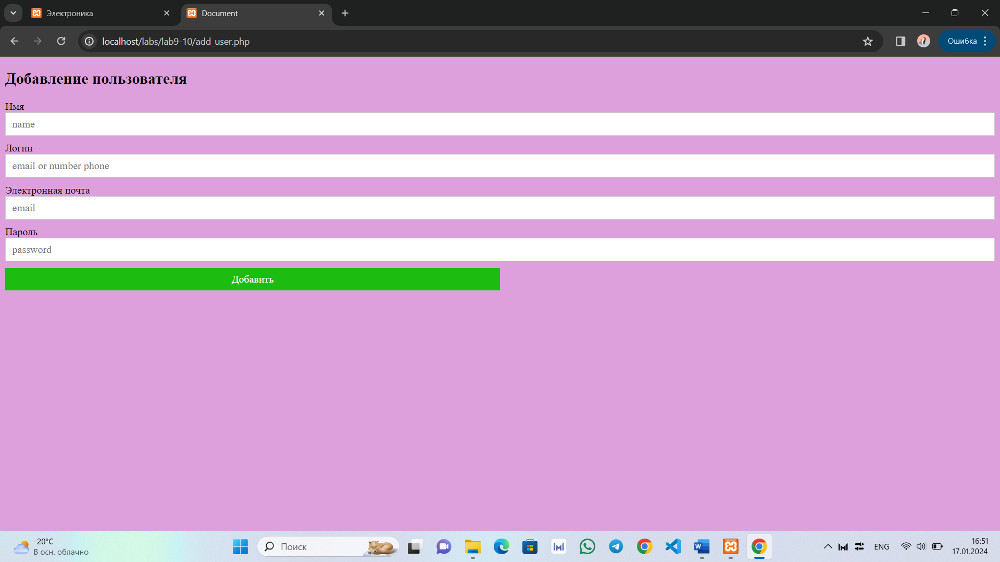 Электроника
Document
localhost/labs/lab9-10/add_user.php
Ошибка
Добавление пользователя
Имя
name
Логин
email or number phone
Электронная почта
email
Пароль
password
Добавить
-20°C
В осн. облачно
Поиск
ENG
16:51
17.01.2024